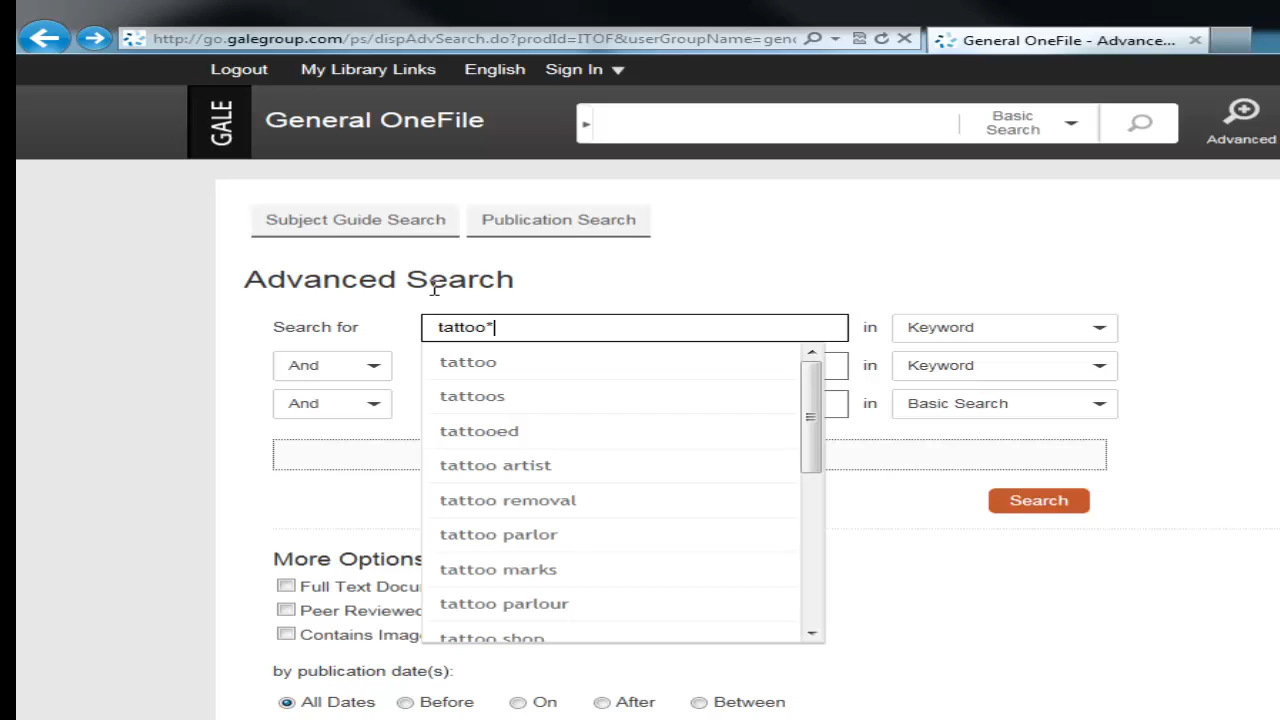 http://go.galegroup.com/ps/dispAdvSearch.do?prodId=ITOF&userGroupName=gen
General OneFile - Advance...
Logout My Library Links English Sign In
GALE
General OneFile
Basic Search
Advanced
Subject Guide Search Publication Search
Advanced Search
Search for tattoo* in Keyword
tattoo
And in Keyword
tattoos
And in Basic Search
tattooed
tattoo artist
tattoo removal
Search
tattoo parlor
More Options
tattoo marks
Full Text Docu
Peer Reviewed
tattoo parlour
Contains Imag
tattoo shop
by publication date(s):
All Dates Before On After Between